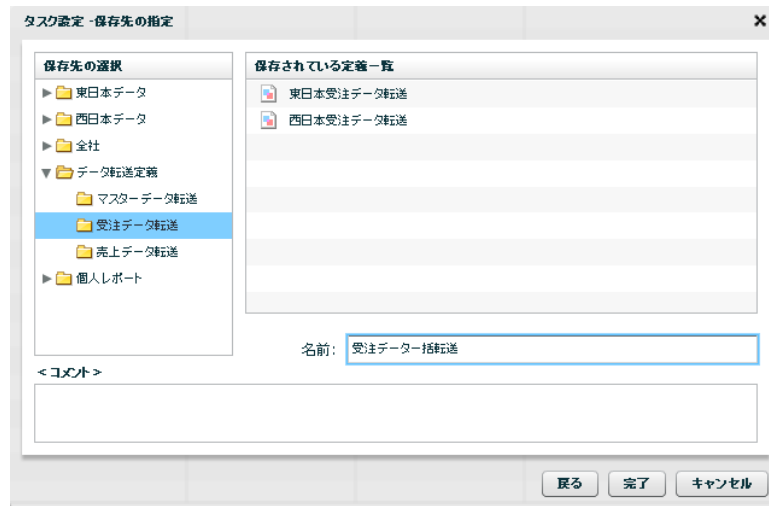 タスク設定 -保存先の指定
保存先の選択
東日本データ
西日本データ
全社
データ転送定義
マスターデータ転送
受注データ転送
売上データ転送
個人レポート
保存されている定義一覧
東日本受注データ転送
西日本受注データ転送
名前:
受注データ一括転送
<コメント>
戻る
完了
キャンセル